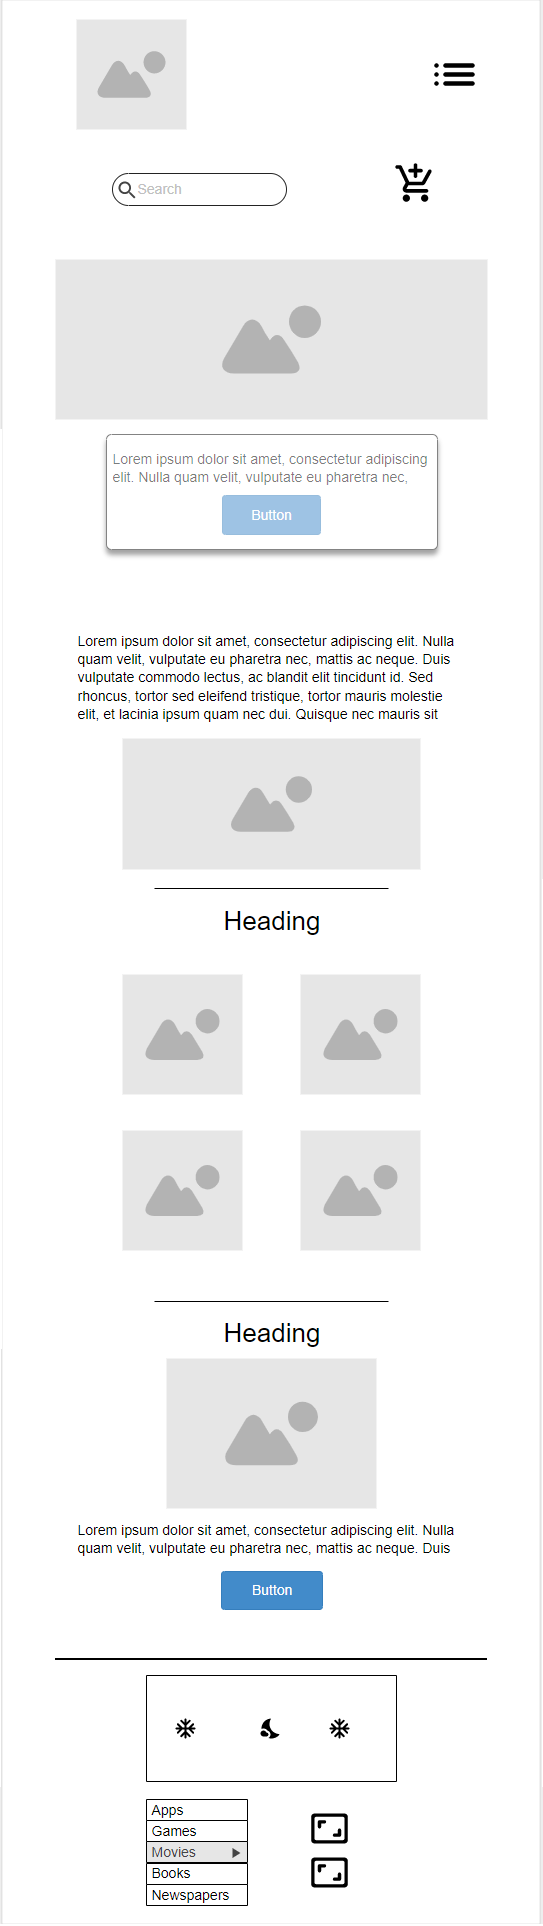 Search
Lorem ipsum dolor sit amet, consectetur adipiscing
elit. Nulla quam velit, vulputate eu pharetra nec,
Button
Lorem ipsum dolor sit amet, consectetur adipiscing elit. Nulla
quam velit, vulputate eu pharetra nec, mattis ac neque. Duis
vulputate commodo lectus, ac blandit elit tincidunt id. Sed
rhoncus, tortor sed eleifend tristique, tortor mauris molestie
elit, et lacinia ipsum quam nec dui. Quisque nec mauris sit
Heading
Heading
Lorem ipsum dolor sit amet, consectetur adipiscing elit. Nulla
quam velit, vulputate eu pharetra nec, mattis ac neque. Duis
Button
Apps
Games
Movies
Books
Newspapers